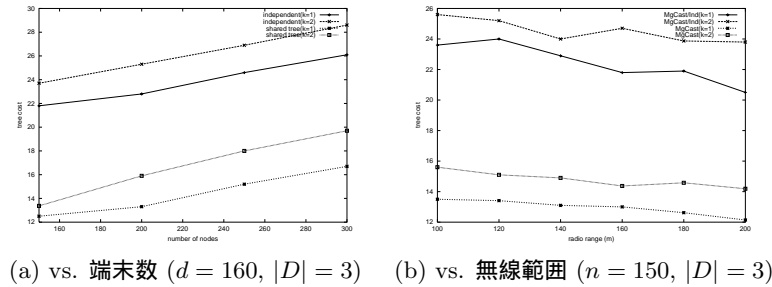 30
28
26
24
22
20
18
16
14
12
tree cost
160 180 200 220 240 260 280 300
number of nodes
independent(k=1)
independent(k=2)
shared tree(k=1)
shared tree(k=2)
(a) vs. 端末数 (d = 160, |D| = 3)
26
24
22
20
18
16
14
12
tree cost
100 120 140 160 180 200
radio range (m)
MgCast/Ind(k=1)
MgCast/Ind(k=2)
MgCast(k=1)
MgCast(k=2)
(b) vs. 無線範囲 (n = 150, |D| = 3)